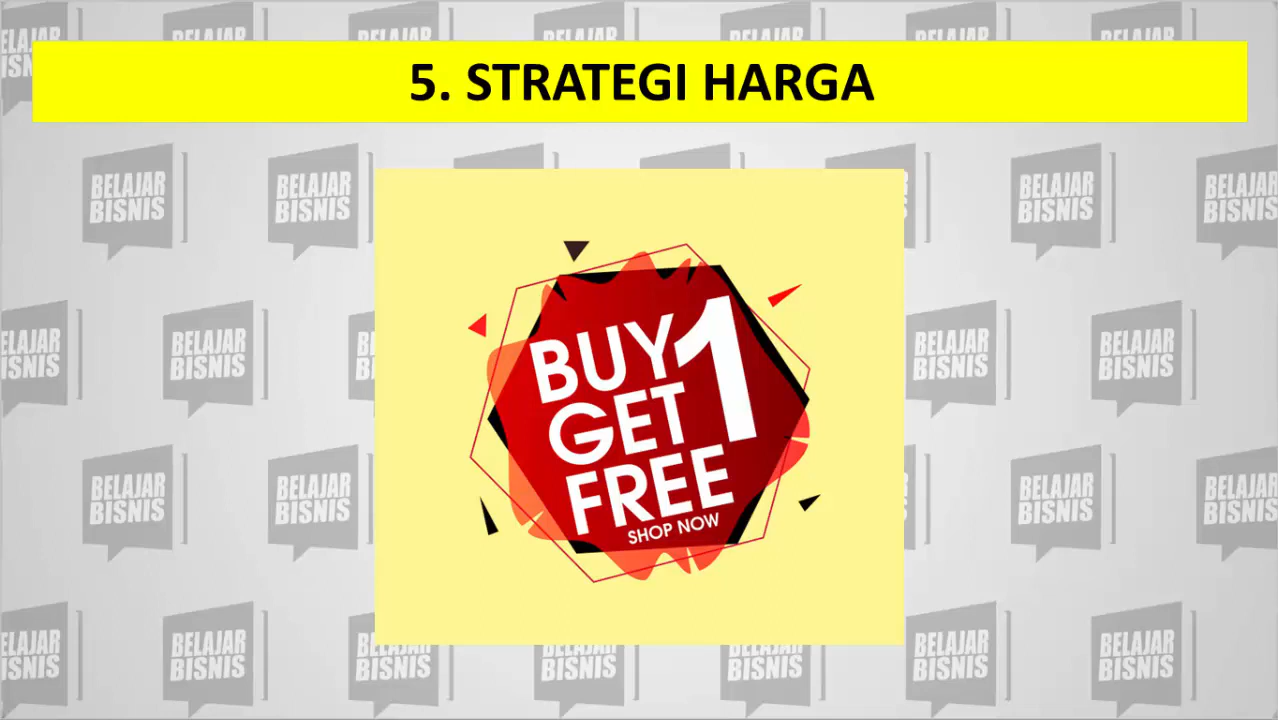 5. STRATEGI HARGA
BUY 1
GET
FREE
SHOP NOW
BELAJAR
BISNIS